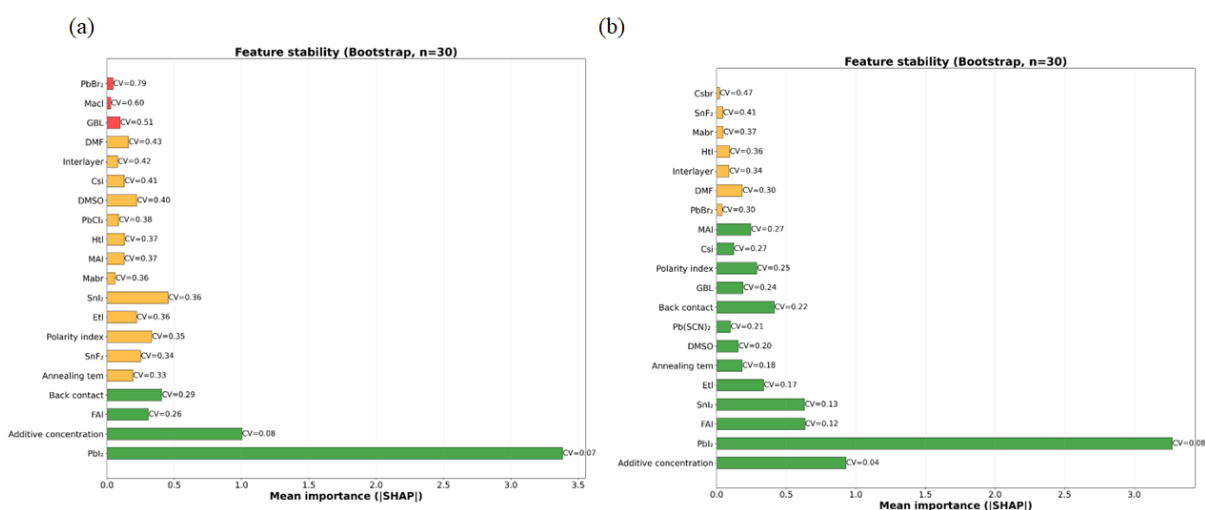 (a)
Feature stability (Bootstrap, n=30)
PbBr₂ CV=0.79
Macl CV=0.60
GBL CV=0.51
DMF CV=0.43
Interlayer CV=0.42
Csi CV=0.41
DMSO CV=0.40
PbCl₂ CV=0.38
Htl CV=0.37
MAI CV=0.37
Mabr CV=0.36
SnI₂ CV=0.36
Etl CV=0.36
Polarity index CV=0.35
SnF₂ CV=0.34
Annealing tem CV=0.33
Back contact CV=0.29
FAI CV=0.26
Additive concentration CV=0.08
PbI₂ CV=0.07
0.0 0.5 1.0 1.5 2.0 2.5 3.0 3.5
Mean importance (|SHAP|)
(b)
Feature stability (Bootstrap, n=30)
Csbr CV=0.47
SnF₂ CV=0.41
Mabr CV=0.37
Htl CV=0.36
Interlayer CV=0.34
DMF CV=0.30
PbBr₂ CV=0.30
MAI CV=0.27
Csi CV=0.27
Polarity index CV=0.25
GBL CV=0.24
Back contact CV=0.22
Pb(SCN)₂ CV=0.21
DMSO CV=0.20
Annealing tem CV=0.18
Etl CV=0.17
SnI₂ CV=0.13
FAI CV=0.12
PbI₂ CV=0.08
Additive concentration CV=0.04
0.0 0.5 1.0 1.5 2.0 2.5 3.0
Mean importance (|SHAP|)